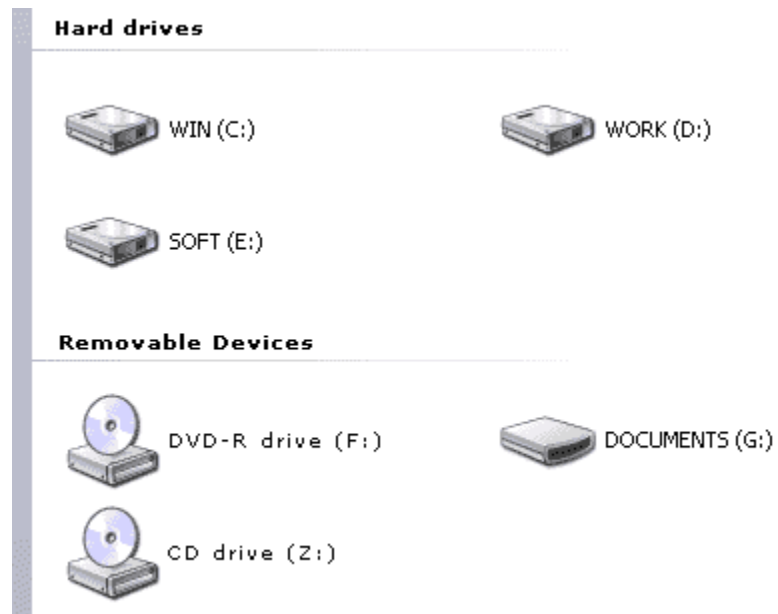 Hard drives
WIN (C:)
WORK (D:)
SOFT (E:)
Removable Devices
DVD-R drive (F:)
DOCUMENTS (G:)
CD drive (Z:)